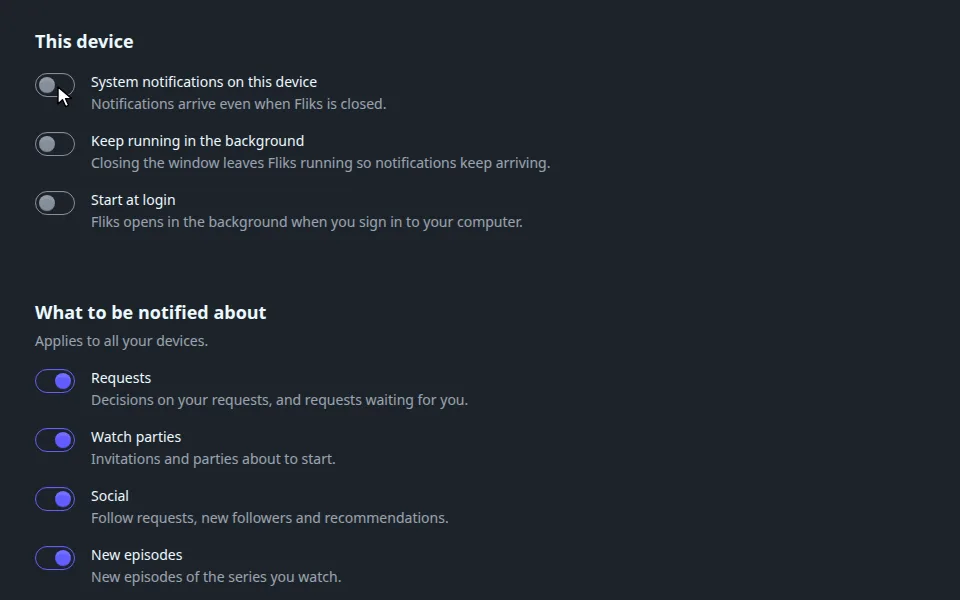 This device
System notifications on this device
Notifications arrive even when Fliks is closed.
Keep running in the background
Closing the window leaves Fliks running so notifications keep arriving.
Start at login
Fliks opens in the background when you sign in to your computer.
What to be notified about
Applies to all your devices.
Requests
Decisions on your requests, and requests waiting for you.
Watch parties
Invitations and parties about to start.
Social
Follow requests, new followers and recommendations.
New episodes
New episodes of the series you watch.